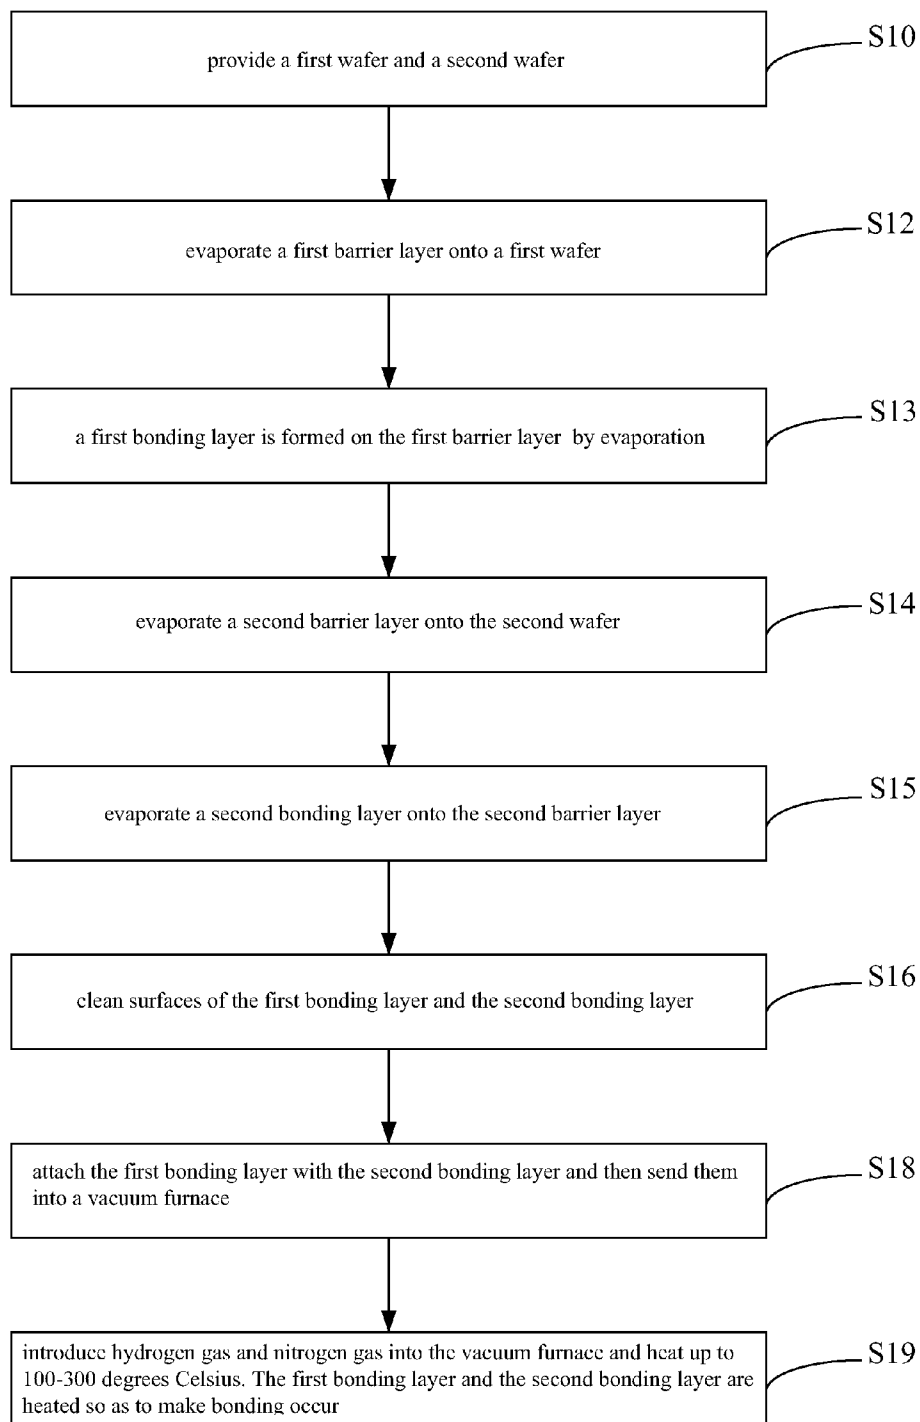 provide a first wafer and a second wafer
S10
evaporate a first barrier layer onto a first wafer
S12
a first bonding layer is formed on the first barrier layer by evaporation
S13
evaporate a second barrier layer onto the second wafer
S14
evaporate a second bonding layer onto the second barrier layer
S15
clean surfaces of the first bonding layer and the second bonding layer
S16
attach the first bonding layer with the second bonding layer and then send them
into a vacuum furnace
S18
introduce hydrogen gas and nitrogen gas into the vacuum furnace and heat up to
100-300 degrees Celsius. The first bonding layer and the second bonding layer are
heated so as to make bonding occur
S19